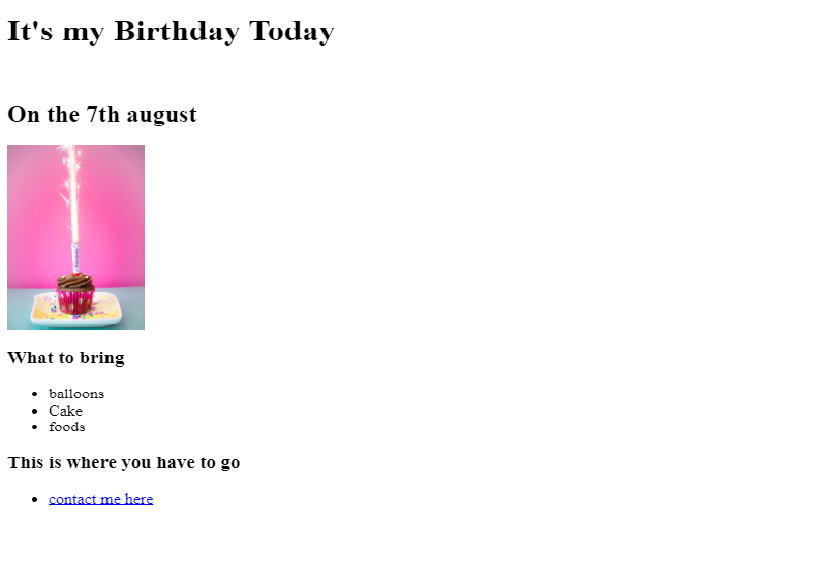 It's my Birthday Today
On the 7th august
What to bring
balloons
Cake
foods
This is where you have to go
contact me here